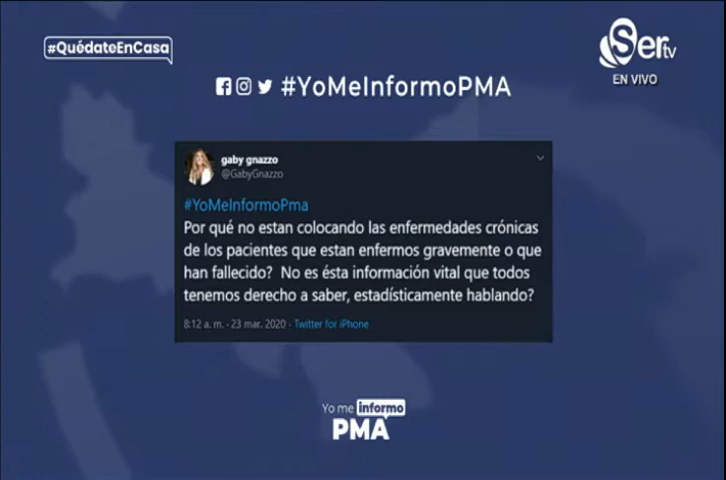 #QuédateEnCasa
Ser tv
EN VIVO
#YoMeInformoPMA
gaby gnazzo
@GabyGnazzo
#YoMeInformoPma
Por qué no estan colocando las enfermedades crónicas
de los pacientes que estan enfermos gravemente o que
han fallecido? No es ésta información vital que todos
tenemos derecho a saber, estadísticamente hablando?
8:12 a. m. - 23 mar. 2020 - Twitter for iPhone
Yo me informo
PMA